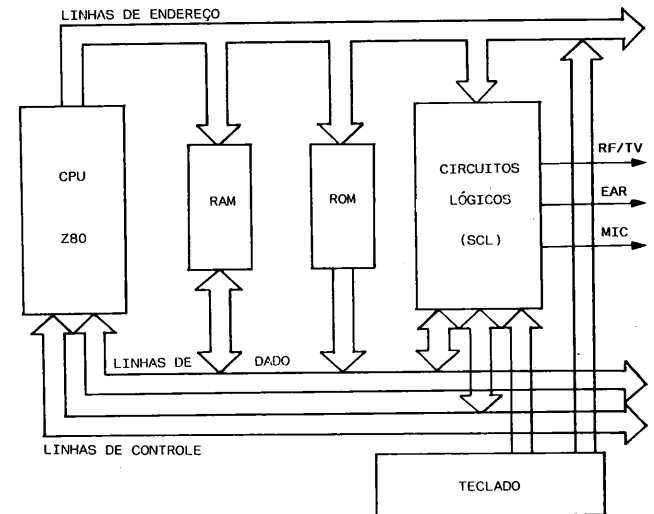 LINHAS DE ENDEREÇO
CPU
Z80
RAM
ROM
CIRCUITOS
LÓGICOS
(SCL)
RF/TV
EAR
MIC
LINHAS DE DADO
LINHAS DE CONTROLE
TECLADO